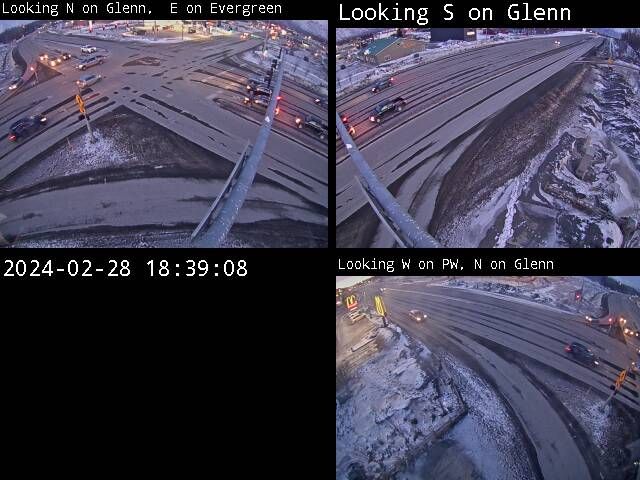 Looking N on Glenn,  E on Evergreen
Looking S on Glenn
2024-02-28 18:39:08
Looking W on PW, N on Glenn